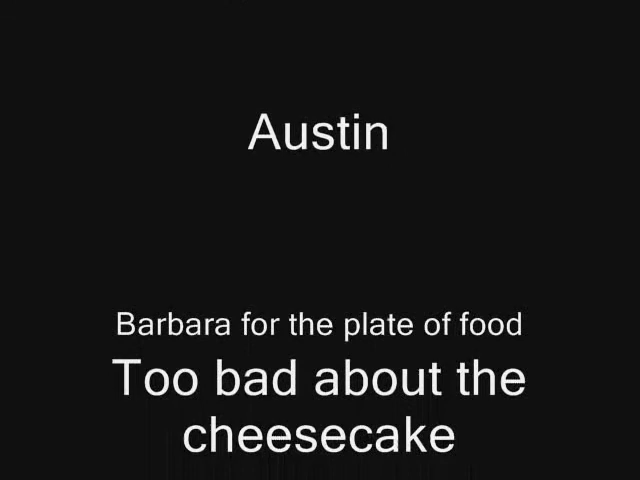 Austin
Barbara for the plate of food
Too bad about the
cheesecake